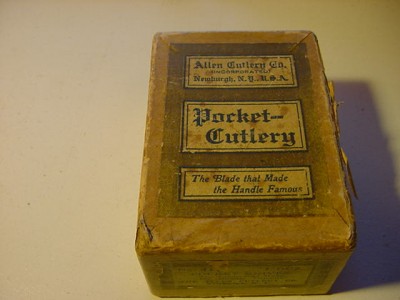 Allen Cutlery Co.
(INCORPORATED)
Newburgh, N.Y., U.S.A.
Pocket-
Cutlery
The Blade that Made
the Handle Famous